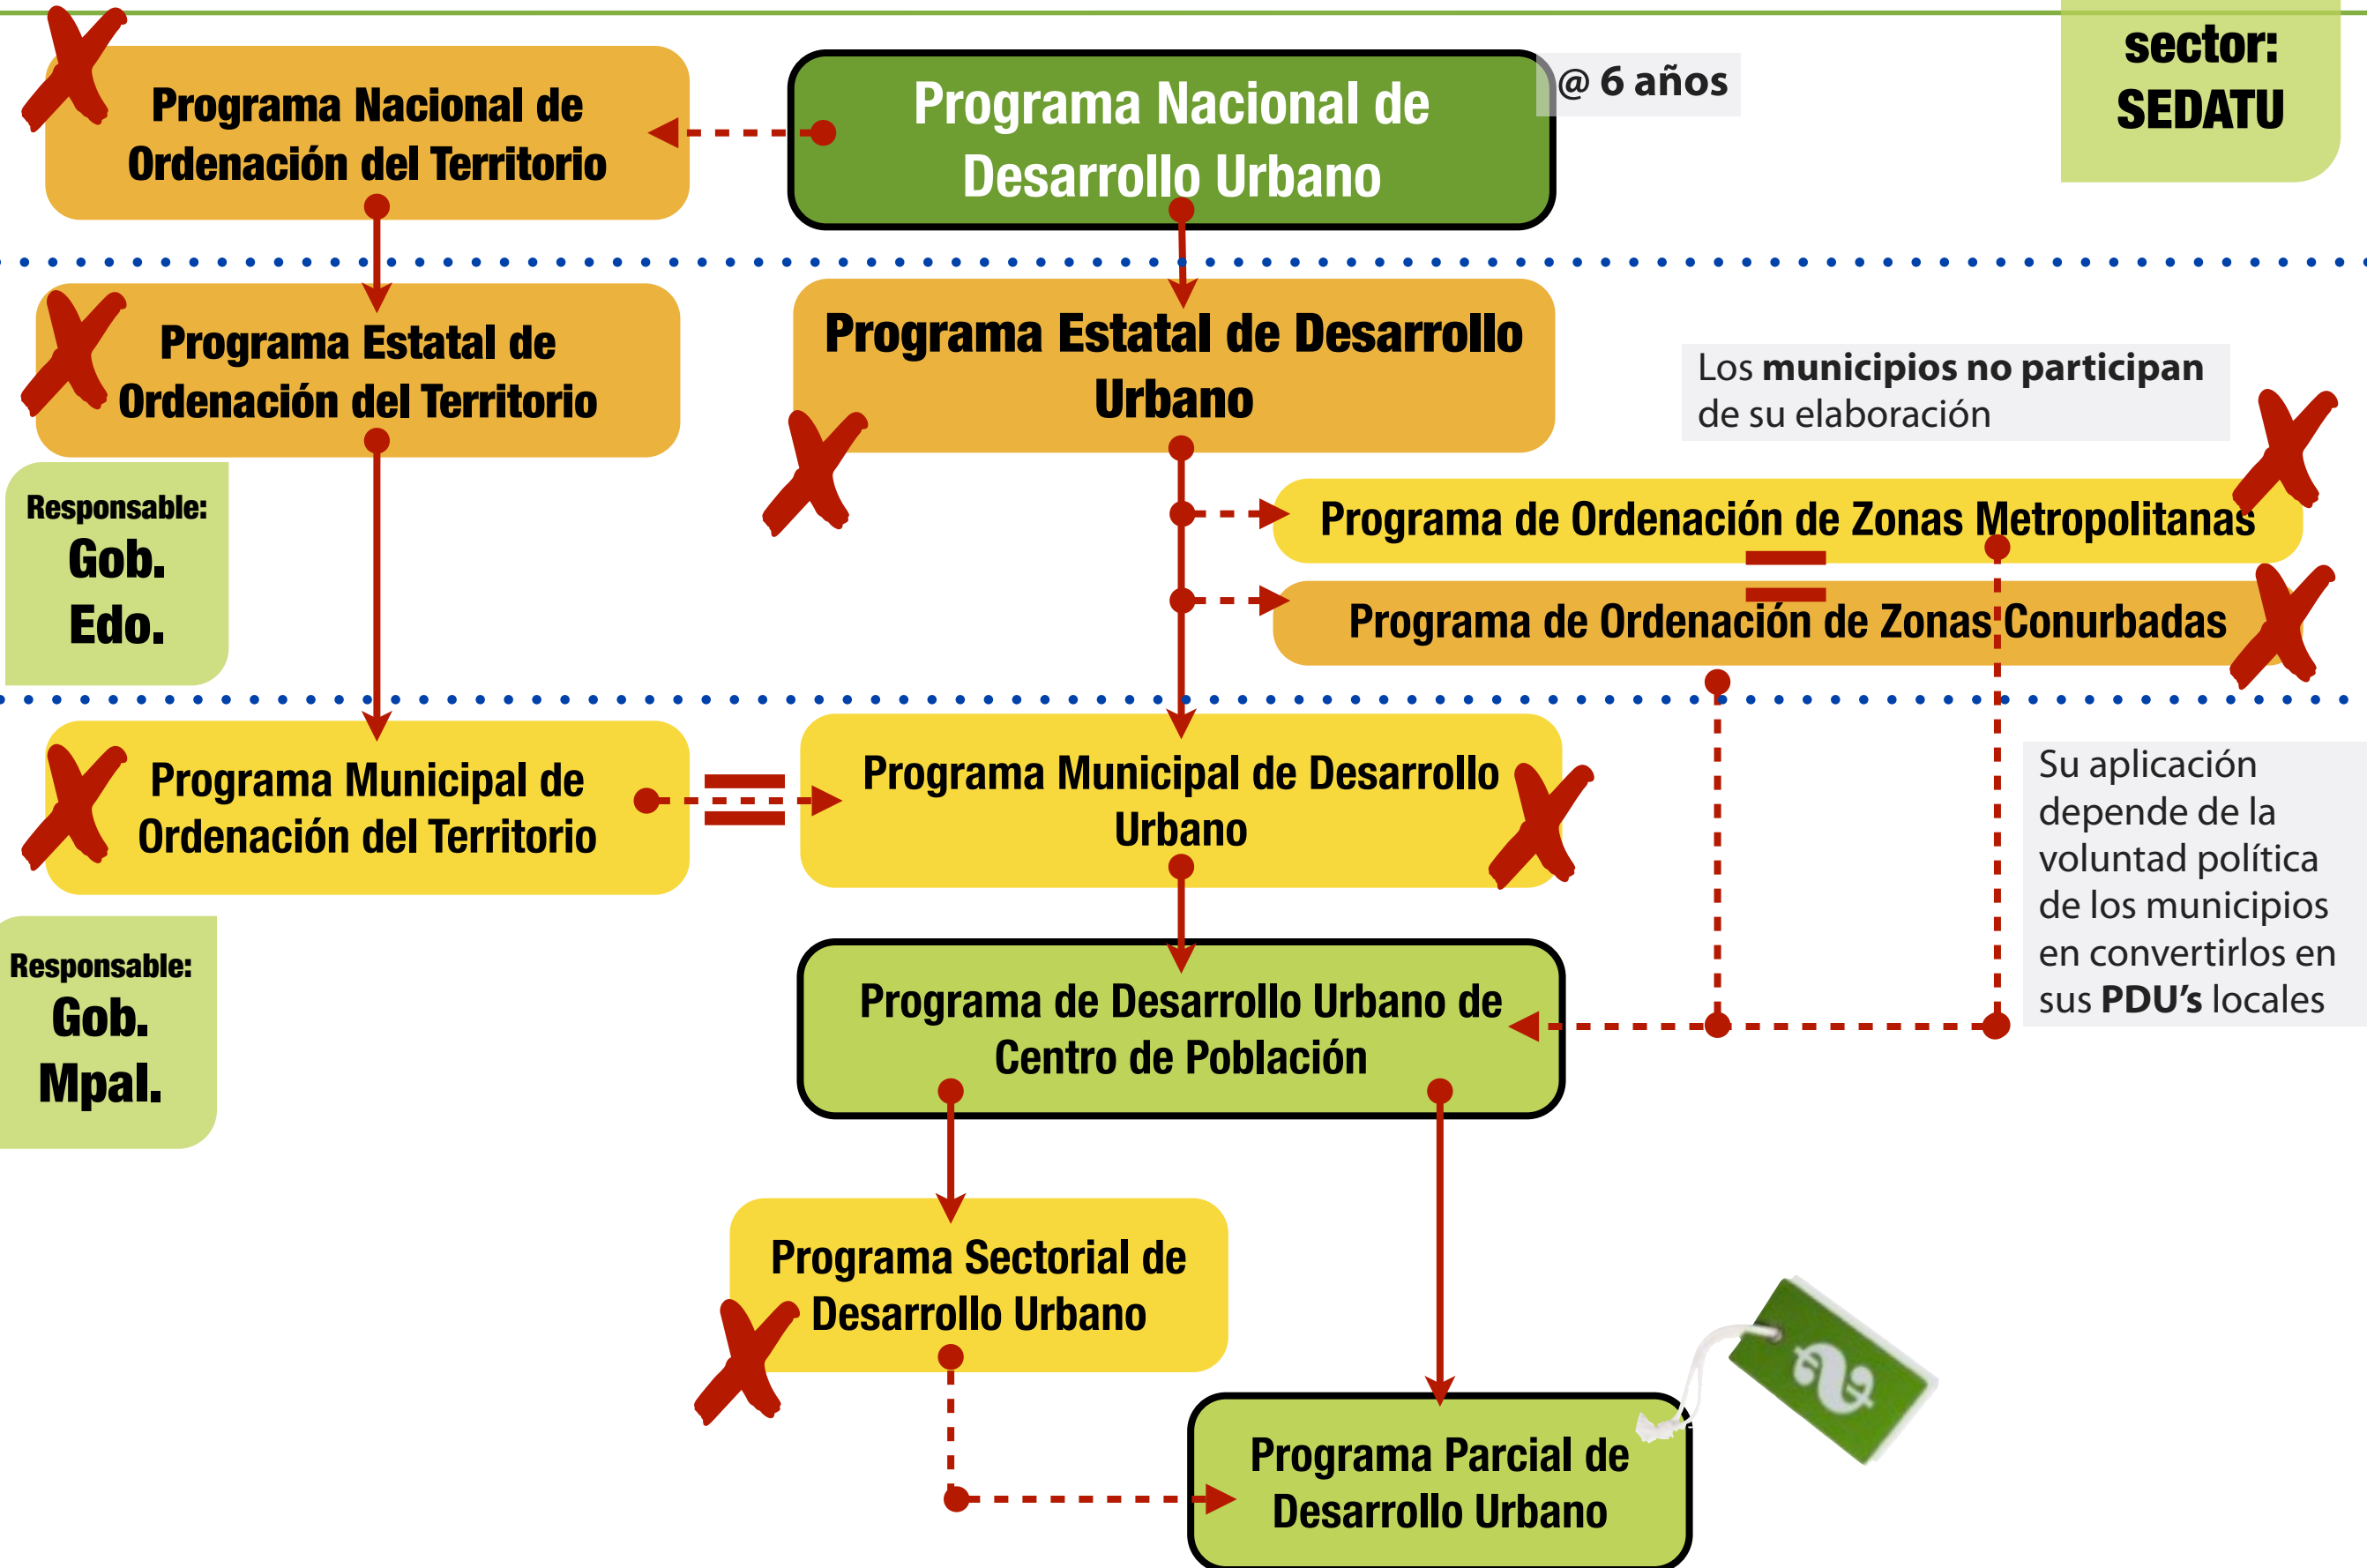 sector:
SEDATU
Programa Nacional de
Ordenación del Territorio
Programa Nacional de
Desarrollo Urbano
@ 6 años
Programa Estatal de
Ordenación del Territorio
Programa Estatal de Desarrollo
Urbano
Los municipios no participan
de su elaboración
Responsable:
Gob.
Edo.
Programa de Ordenación de Zonas Metropolitanas
Programa de Ordenación de Zonas Conurbadas
Programa Municipal de
Ordenación del Territorio
Programa Municipal de Desarrollo
Urbano
Su aplicación
depende de la
voluntad política
de los municipios
en convertirlos en
sus PDU's locales
Responsable:
Gob.
Mpal.
Programa de Desarrollo Urbano de
Centro de Población
Programa Sectorial de
Desarrollo Urbano
$
Programa Parcial de
Desarrollo Urbano